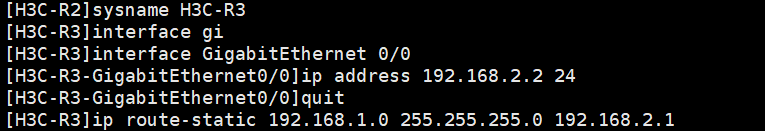 [H3C-R2]sysname H3C-R3
[H3C-R3]interface gi
[H3C-R3]interface GigabitEthernet 0/0
[H3C-R3-GigabitEthernet0/0]ip address 192.168.2.2 24
[H3C-R3-GigabitEthernet0/0]quit
[H3C-R3]ip route-static 192.168.1.0 255.255.255.0 192.168.2.1